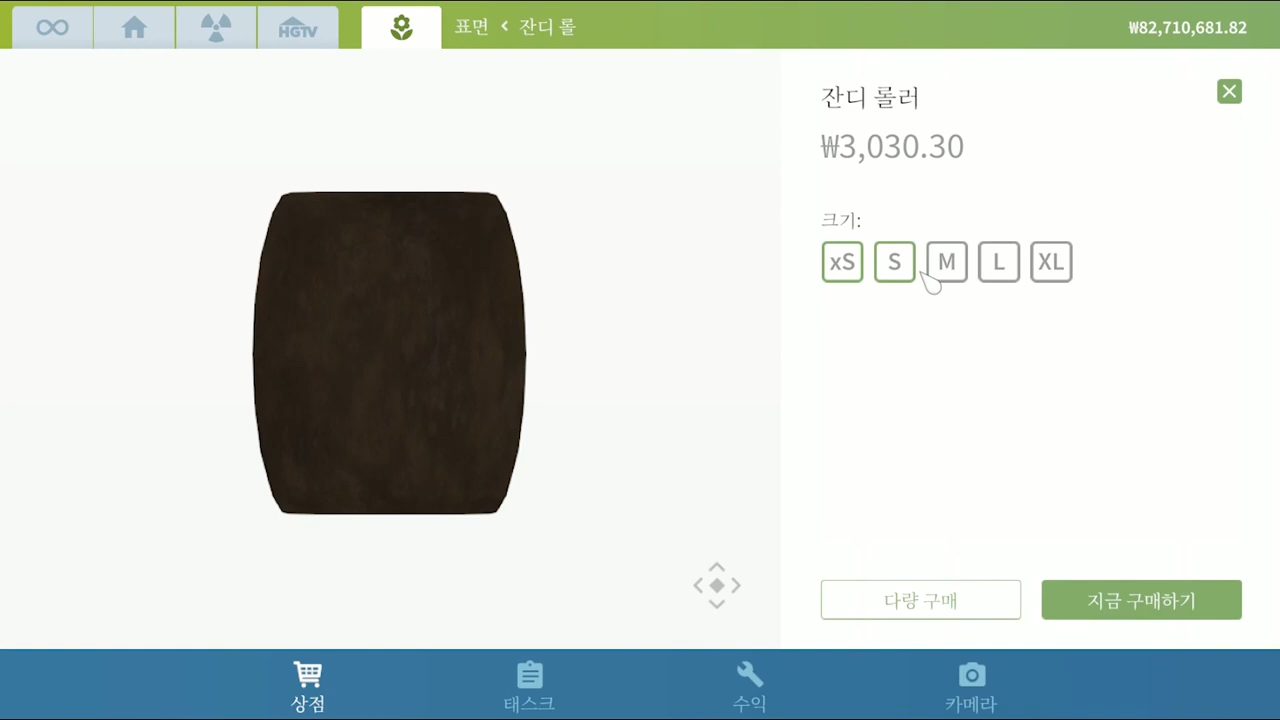 HGTV
표면 < 잔디 롤
₩82,710,681.82
잔디 롤러
₩3,030.30
크기:
xS S M L XL
다량 구매
지금 구매하기
상점
태스크
수익
카메라